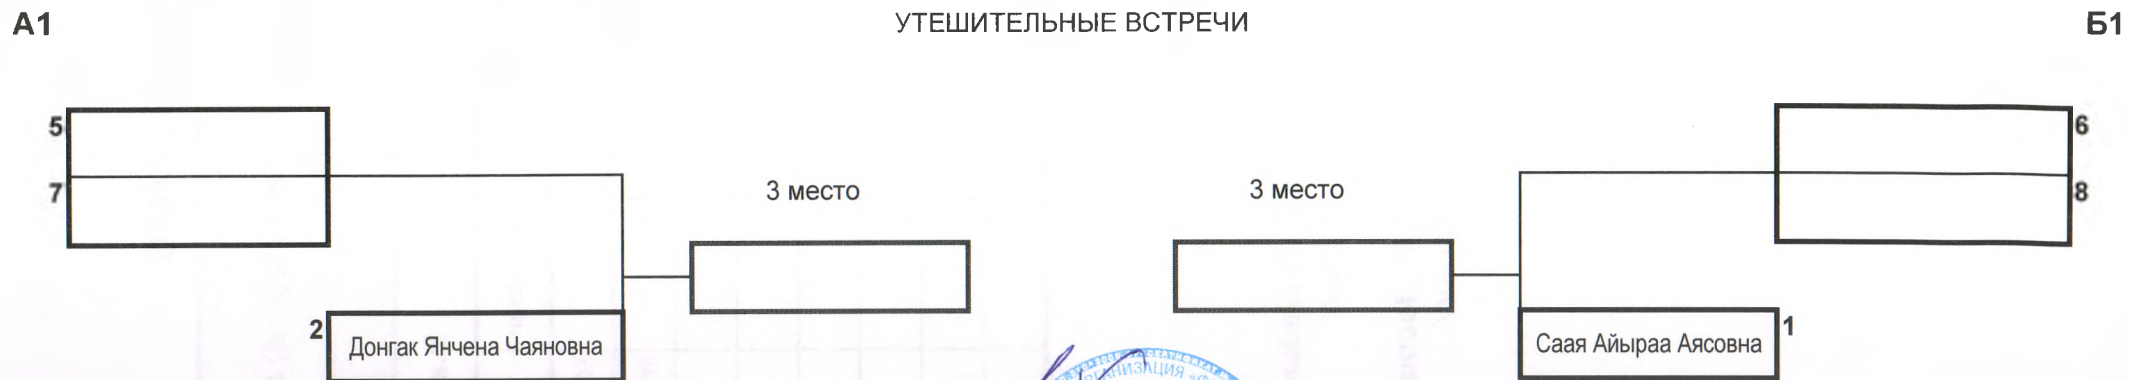 А1
УТЕШИТЕЛЬНЫЕ ВСТРЕЧИ
Б1
5
7
3 место
3 место
6
8
2
Донгак Янчена Чаяновна
Саая Айыраа Аясовна
1